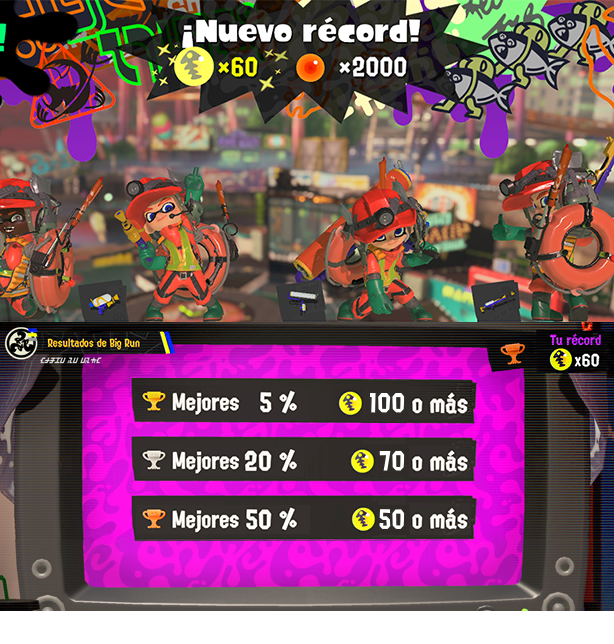 ¡Nuevo récord!
×60 ×2000
Resultados de Big Run
Tu récord
x60
Mejores 5 % 100 o más
Mejores 20 % 70 o más
Mejores 50 % 50 o más